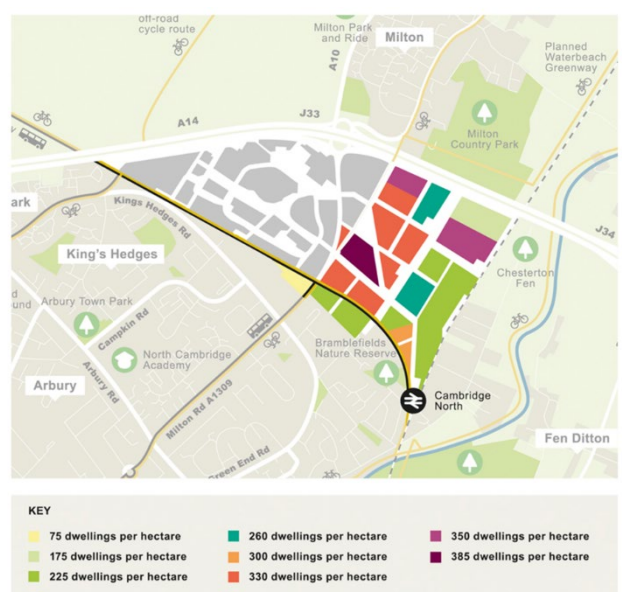 off-road
cycle route
Milton Park
and Ride
Milton
Planned
Waterbeach
Greenway
A10
A14
J33
Milton
Country Park
ark
Kings Hedges Rd
J34
King's Hedges
Chesterton
Fen
d
ound
Arbury Town Park
Campkin Rd
North Cambridge
Academy
Bramblefields
Nature Reserve
Arbury
Arbury Rd
Milton Rd A1309
Cambridge
North
Green End Rd
Fen Ditton
KEY
75 dwellings per hectare
175 dwellings per hectare
225 dwellings per hectare
260 dwellings per hectare
300 dwellings per hectare
330 dwellings per hectare
350 dwellings per hectare
385 dwellings per hectare